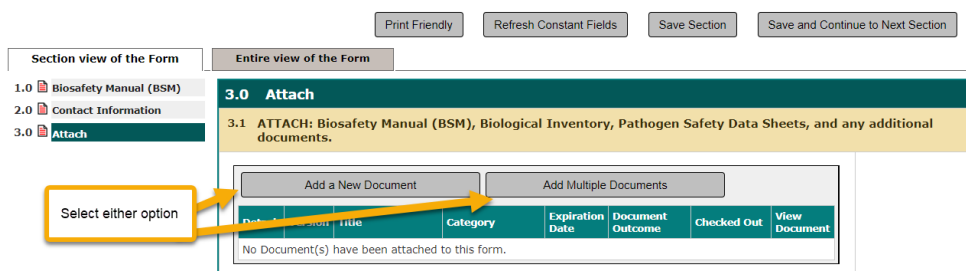 Print Friendly Refresh Constant Fields Save Section Save and Continue to Next Section
Section view of the Form Entire view of the Form
1.0 Biosafety Manual (BSM)
2.0 Contact Information
3.0 Attach
3.0 Attach
3.1 ATTACH: Biosafety Manual (BSM), Biological Inventory, Pathogen Safety Data Sheets, and any additional
documents.
Add a New Document Add Multiple Documents
Select either option
Title Category Expiration Date Document Outcome Checked Out View Document
No Document(s) have been attached to this form.